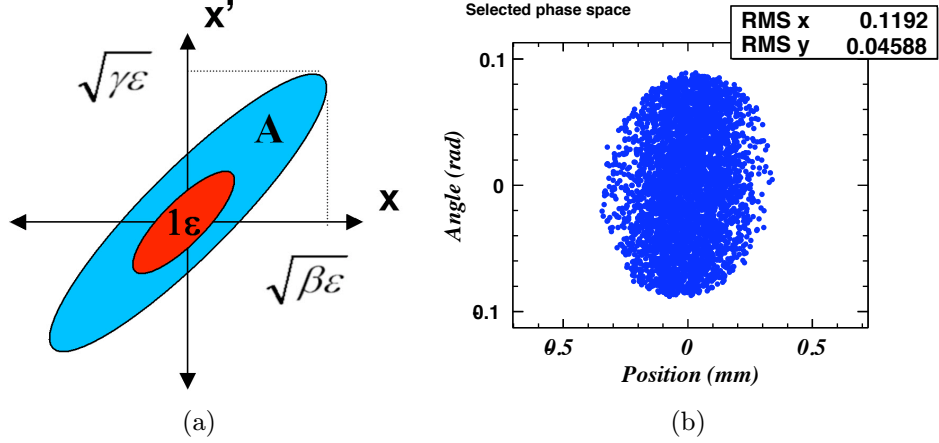 x’
√γε
A
x
1ε
√βε
(a)
Selected phase space
RMS x 0.1192
RMS y 0.04588
0.1
0
0.1
Angle (rad)
0.5 0 0.5
Position (mm)
(b)